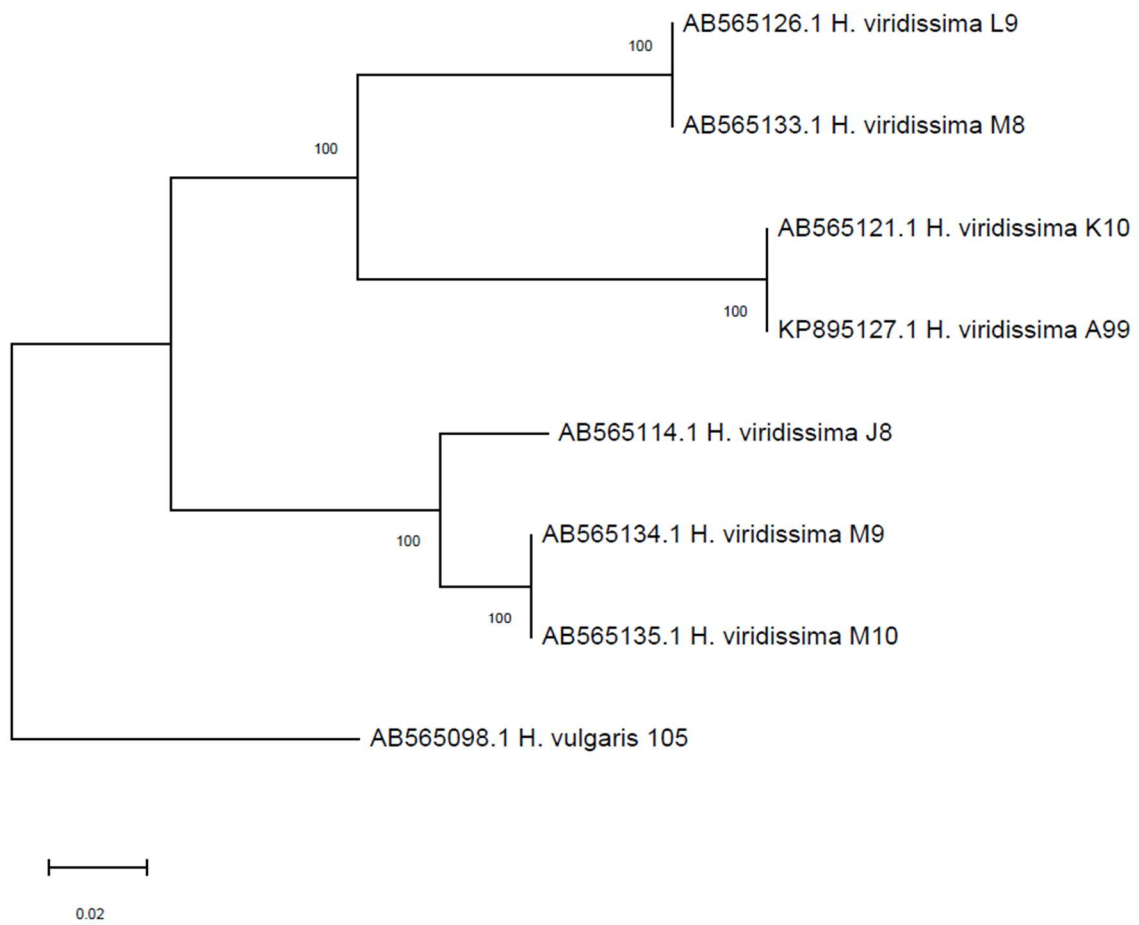 AB565126.1 H. viridissima L9
100
AB565133.1 H. viridissima M8
100
AB565121.1 H. viridissima K10
100
KP895127.1 H. viridissima A99
AB565114.1 H. viridissima J8
AB565134.1 H. viridissima M9
100
100
AB565135.1 H. viridissima M10
AB565098.1 H. vulgaris 105
0.02